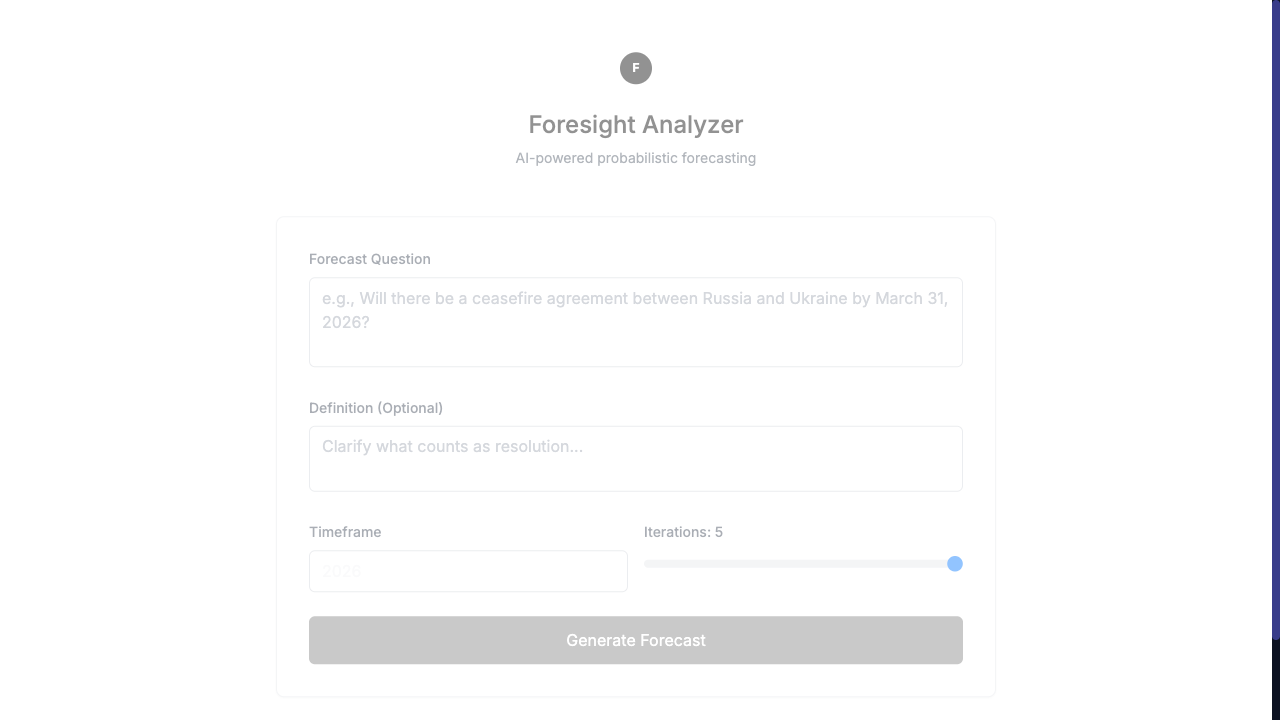 F
Foresight Analyzer
AI-powered probabilistic forecasting
Forecast Question
e.g., Will there be a ceasefire agreement between Russia and Ukraine by March 31,
2026?
Definition (Optional)
Clarify what counts as resolution...
Timeframe
Iterations: 5
2026
Generate Forecast